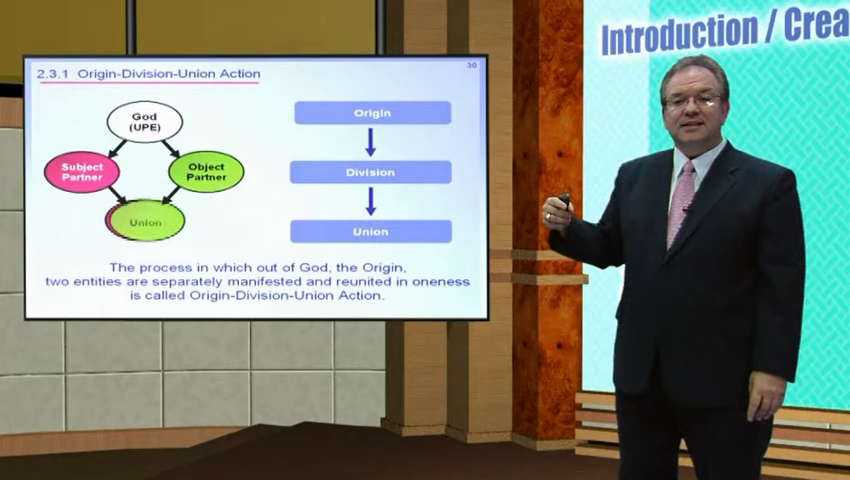 2.3.1 Origin-Division-Union Action
30
God
(UPE)
Subject
Partner
Object
Partner
Union
Origin
Division
Union
The process in which out of God, the Origin,
two entities are separately manifested and reunited in oneness
is called Origin-Division-Union Action.
Introduction / Crea